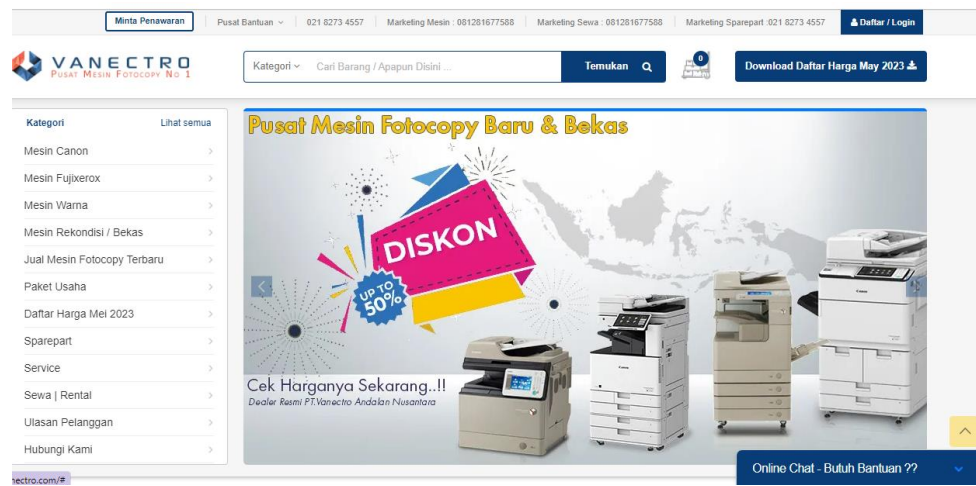 Minta Penawaran
Pusat Bantuan
021 8273 4557
Marketing Mesin : 081281677588
Marketing Sewa : 081281677588
Marketing Sparepart :021 8273 4557
Daftar / Login
VANECTRO
PUSAT MESIN FOTOCOPY NO 1
Kategori
Cari Barang / Apapun Disini ...
Temukan
0
Download Daftar Harga May 2023
Kategori
Lihat semua
Mesin Canon
Mesin Fujixerox
Mesin Warna
Mesin Rekondisi / Bekas
Jual Mesin Fotocopy Terbaru
Paket Usaha
Daftar Harga Mei 2023
Sparepart
Service
Sewa | Rental
Ulasan Pelanggan
Hubungi Kami
Pusat Mesin Fotocopy Baru & Bekas
DISKON
UP TO
50%
Cek Harganya Sekarang..!!
Dealer Resmi PT.Vanectro Andalan Nusantara
Online Chat - Butuh Bantuan ??
nectro.com/#